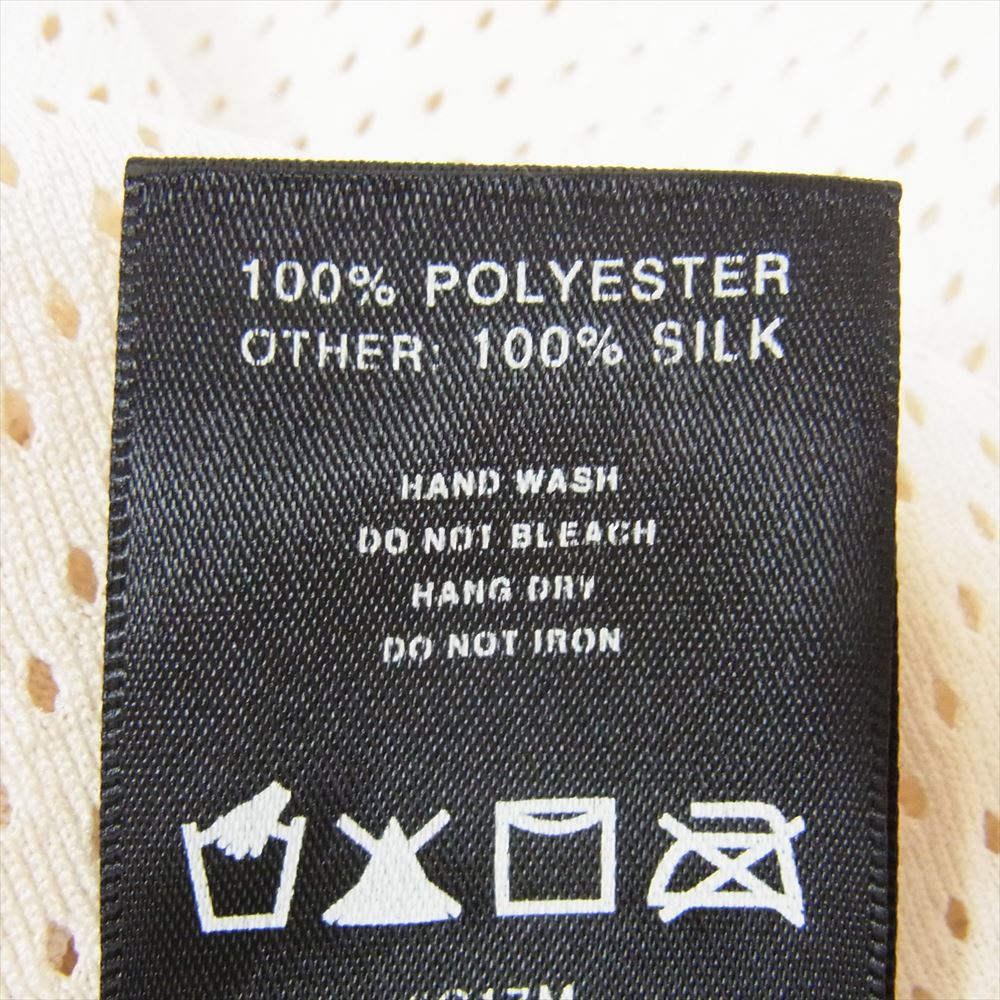 100% POLYESTER
OTHER: 100% SILK
HAND WASH
DO NOT BLEACH
HANG DRY
DO NOT IRON